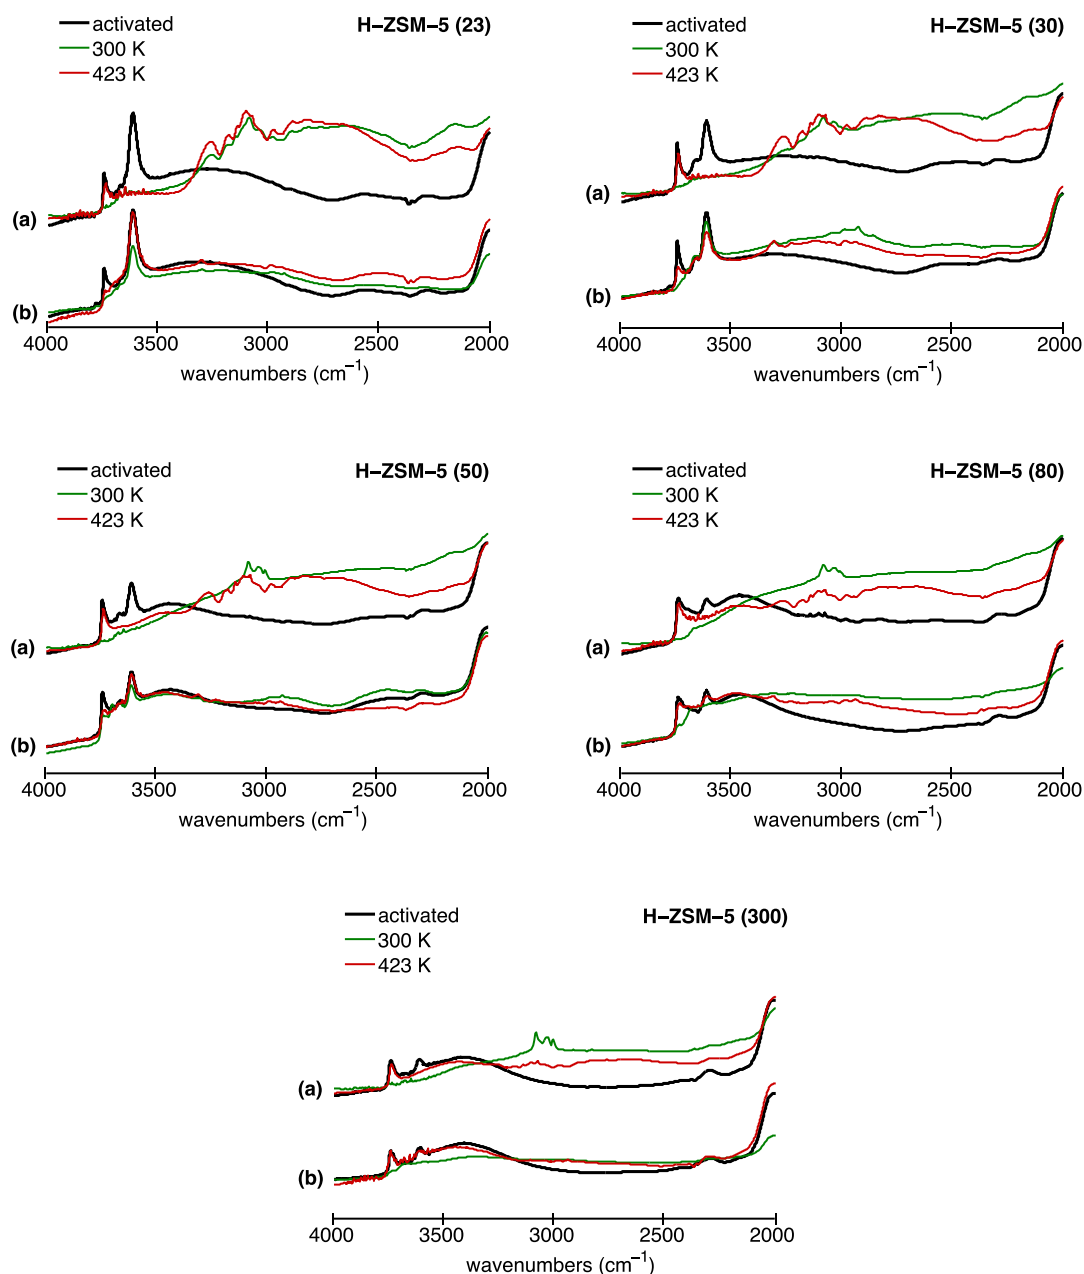 activated
300 K
423 K
H–ZSM–5 (23)
(a)
(b)
4000 3500 3000 2500 2000
wavenumbers (cm⁻¹)
activated
300 K
423 K
H–ZSM–5 (30)
(a)
(b)
4000 3500 3000 2500 2000
wavenumbers (cm⁻¹)
activated
300 K
423 K
H–ZSM–5 (50)
(a)
(b)
4000 3500 3000 2500 2000
wavenumbers (cm⁻¹)
activated
300 K
423 K
H–ZSM–5 (80)
(a)
(b)
4000 3500 3000 2500 2000
wavenumbers (cm⁻¹)
activated
300 K
423 K
H–ZSM–5 (300)
(a)
(b)
4000 3500 3000 2500 2000
wavenumbers (cm⁻¹)